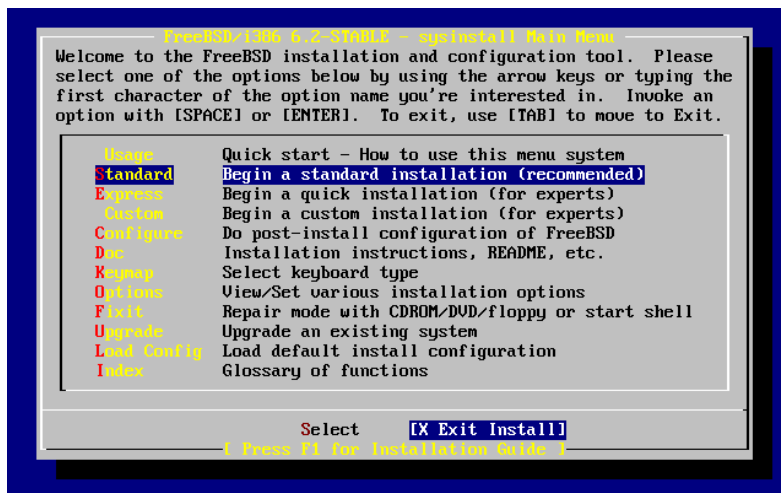 FreeBSD/i386 6.2-STABLE - sysinstall Main Menu
Welcome to the FreeBSD installation and configuration tool.  Please
select one of the options below by using the arrow keys or typing the
first character of the option name you're interested in.  Invoke an
option with [SPACE] or [ENTER].  To exit, use [TAB] to move to Exit.
Usage Quick start - How to use this menu system
Standard Begin a standard installation (recommended)
Express Begin a quick installation (for experts)
Custom Begin a custom installation (for experts)
Configure Do post-install configuration of FreeBSD
Doc Installation instructions, README, etc.
Keymap Select keyboard type
Options View/Set various installation options
Fixit Repair mode with CDROM/DVD/floppy or start shell
Upgrade Upgrade an existing system
Load Config Load default install configuration
Index Glossary of functions
Select [X Exit Install]
[ Press F1 for Installation Guide ]